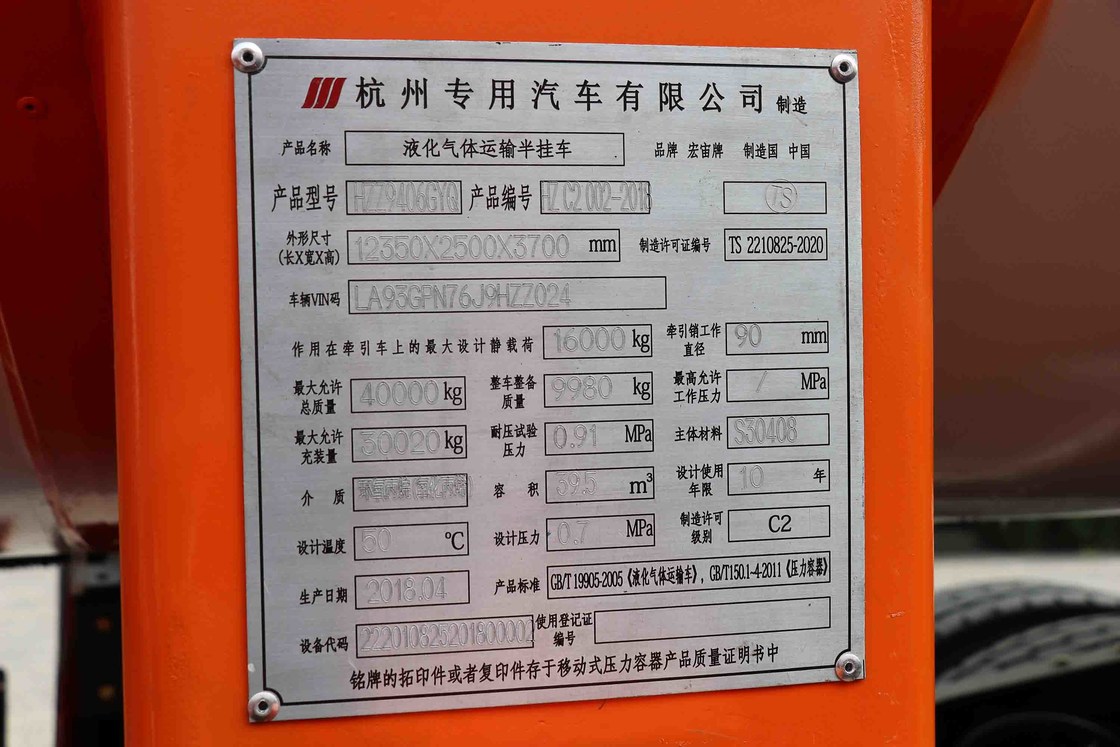 杭州专用汽车有限公司 制造
产品名称 液化气体运输半挂车 品牌 宏宙牌 制造国 中国
产品型号 HZZ9406GYQ 产品编号 HZ C2 002-2018 TS
外形尺寸(长X宽X高) 12350X2500X3700 mm 制造许可证编号 TS 2210825-2020
车辆VIN码 LA93GPN76J9HZZ024
作用在牵引车上的最大设计静载荷 16000 kg 牵引销工作直径 90 mm
最大允许总质量 40000 kg 整车整备质量 9980 kg 最高允许工作压力 / MPa
最大允许充装量 30020 kg 耐压试验压力 0.91 MPa 主体材料 S30408
介质 环氧丙烷(氧化丙烯) 容积 39.5 m³ 设计使用年限 10 年
设计温度 50 ℃ 设计压力 0.7 MPa 制造许可级别 C2
生产日期 2018.04 产品标准 GB/T 19905-2005《液化气体运输车》, GB/T150.1-4-2011《压力容器》
设备代码 222010825201800002 使用登记证编号
铭牌的拓印件或者复印件存于移动式压力容器产品质量证明书中